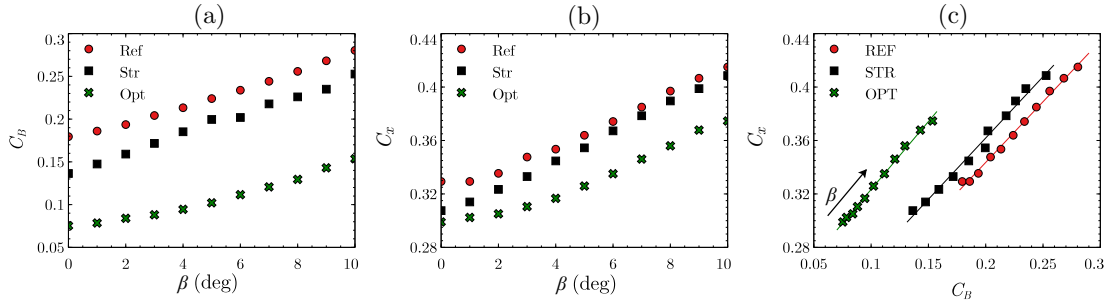 (a)
C_B
0.3
0.25
0.2
0.15
0.1
0.05
Ref
Str
Opt
0 2 4 6 8 10
β (deg)
(b)
C_x
0.44
0.4
0.36
0.32
0.28
Ref
Str
Opt
0 2 4 6 8 10
β (deg)
(c)
C_x
0.44
0.4
0.36
0.32
0.28
REF
STR
OPT
β
0.05 0.1 0.15 0.2 0.25 0.3
C_B